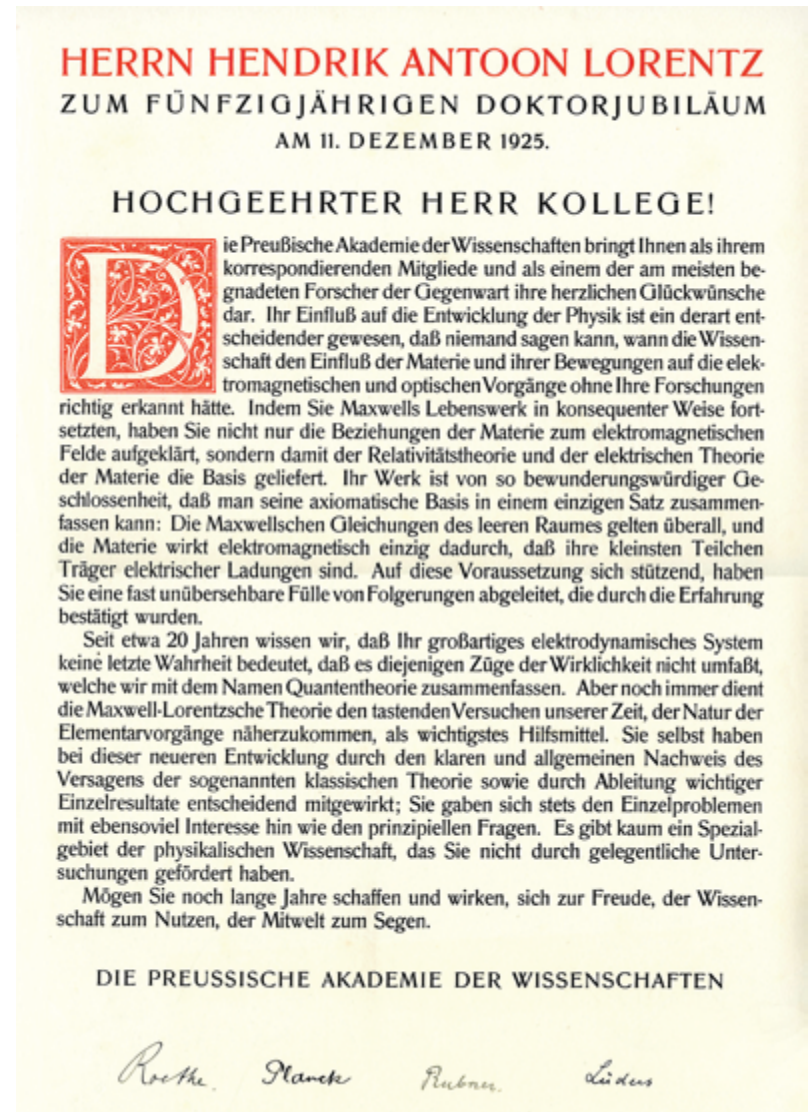 HERRN HENDRIK ANTOON LORENTZ
ZUM FÜNFZIGJÄHRIGEN DOKTORJUBILÄUM
AM 11. DEZEMBER 1925.
HOCHGEEHRTER HERR KOLLEGE!
Die Preußische Akademie der Wissenschaften bringt Ihnen als ihrem
korrespondierenden Mitgliede und als einem der am meisten be-
gnadeten Forscher der Gegenwart ihre herzlichen Glückwünsche
dar. Ihr Einfluß auf die Entwicklung der Physik ist ein derart ent-
scheidender gewesen, daß niemand sagen kann, wann die Wissen-
schaft den Einfluß der Materie und ihrer Bewegungen auf die elek-
tromagnetischen und optischen Vorgänge ohne Ihre Forschungen
richtig erkannt hätte. Indem Sie Maxwells Lebenswerk in konsequenter Weise fort-
setzten, haben Sie nicht nur die Beziehungen der Materie zum elektromagnetischen
Felde aufgeklärt, sondern damit der Relativitätstheorie und der elektrischen Theorie
der Materie die Basis geliefert. Ihr Werk ist von so bewunderungswürdiger Ge-
schlossenheit, daß man seine axiomatische Basis in einem einzigen Satz zusammen-
fassen kann: Die Maxwellschen Gleichungen des leeren Raumes gelten überall, und
die Materie wirkt elektromagnetisch einzig dadurch, daß ihre kleinsten Teilchen
Träger elektrischer Ladungen sind. Auf diese Voraussetzung sich stützend, haben
Sie eine fast unübersehbare Fülle von Folgerungen abgeleitet, die durch die Erfahrung
bestätigt wurden.
Seit etwa 20 Jahren wissen wir, daß Ihr großartiges elektrodynamisches System
keine letzte Wahrheit bedeutet, daß es diejenigen Züge der Wirklichkeit nicht umfaßt,
welche wir mit dem Namen Quantentheorie zusammenfassen. Aber noch immer dient
die Maxwell-Lorentzsche Theorie den tastenden Versuchen unserer Zeit, der Natur der
Elementarvorgänge näherzukommen, als wichtigstes Hilfsmittel. Sie selbst haben
bei dieser neueren Entwicklung durch den klaren und allgemeinen Nachweis des
Versagens der sogenannten klassischen Theorie sowie durch Ableitung wichtiger
Einzelresultate entscheidend mitgewirkt; Sie gaben sich stets den Einzelproblemen
mit ebensoviel Interesse hin wie den prinzipiellen Fragen. Es gibt kaum ein Spezial-
gebiet der physikalischen Wissenschaft, das Sie nicht durch gelegentliche Unter-
suchungen gefördert haben.
Mögen Sie noch lange Jahre schaffen und wirken, sich zur Freude, der Wissen-
schaft zum Nutzen, der Mitwelt zum Segen.
DIE PREUSSISCHE AKADEMIE DER WISSENSCHAFTEN
Roethe. Planck Rubner. Lüders